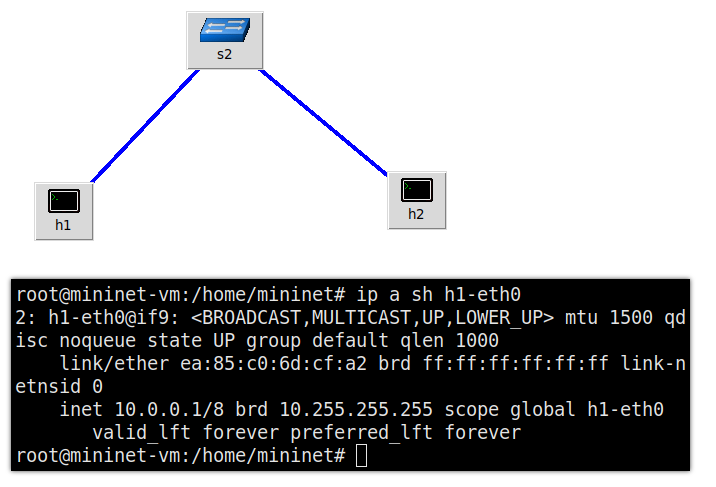 s2
h1
h2
root@mininet-vm:/home/mininet# ip a sh h1-eth0
2: h1-eth0@if9: <BROADCAST,MULTICAST,UP,LOWER_UP> mtu 1500 qd
isc noqueue state UP group default qlen 1000
    link/ether ea:85:c0:6d:cf:a2 brd ff:ff:ff:ff:ff:ff link-n
etnsid 0
    inet 10.0.0.1/8 brd 10.255.255.255 scope global h1-eth0
       valid_lft forever preferred_lft forever
root@mininet-vm:/home/mininet#